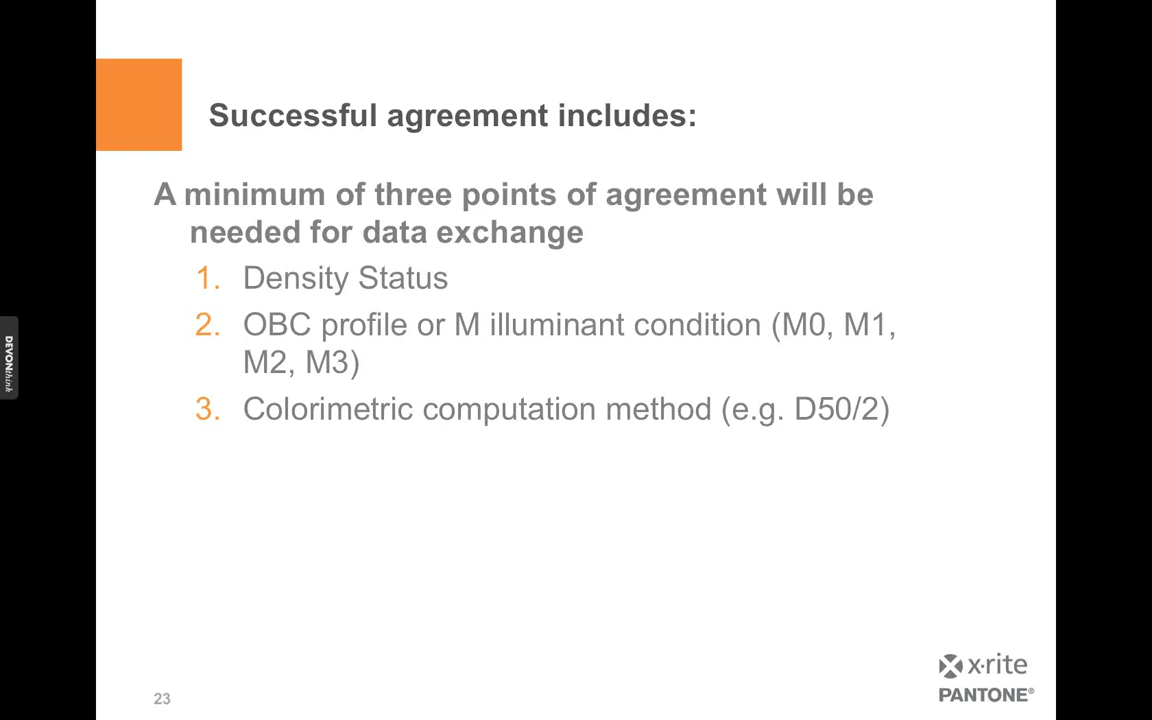 Successful agreement includes:
A minimum of three points of agreement will be
needed for data exchange
1. Density Status
2. OBC profile or M illuminant condition (M0, M1,
M2, M3)
3. Colorimetric computation method (e.g. D50/2)
DEVONthink
x·rite
PANTONE®
23